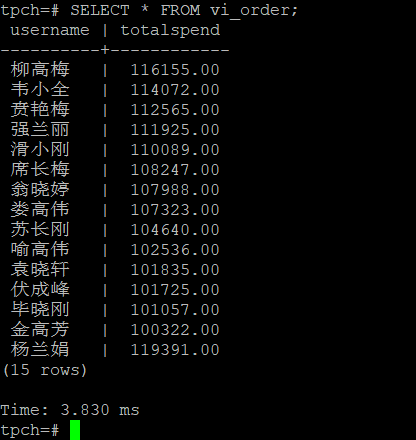 tpch=# SELECT * FROM vi_order;
 username | totalspend
----------+------------
 柳高梅   |  116155.00
 韦小全   |  114072.00
 贲艳梅   |  112565.00
 强兰丽   |  111925.00
 滑小刚   |  110089.00
 席长梅   |  108247.00
 翁晓婷   |  107988.00
 娄高伟   |  107323.00
 苏长刚   |  104640.00
 喻高伟   |  102536.00
 袁晓轩   |  101835.00
 伏成峰   |  101725.00
 毕晓刚   |  101057.00
 金高芳   |  100322.00
 杨兰娟   |  119391.00
(15 rows)

Time: 3.830 ms
tpch=#